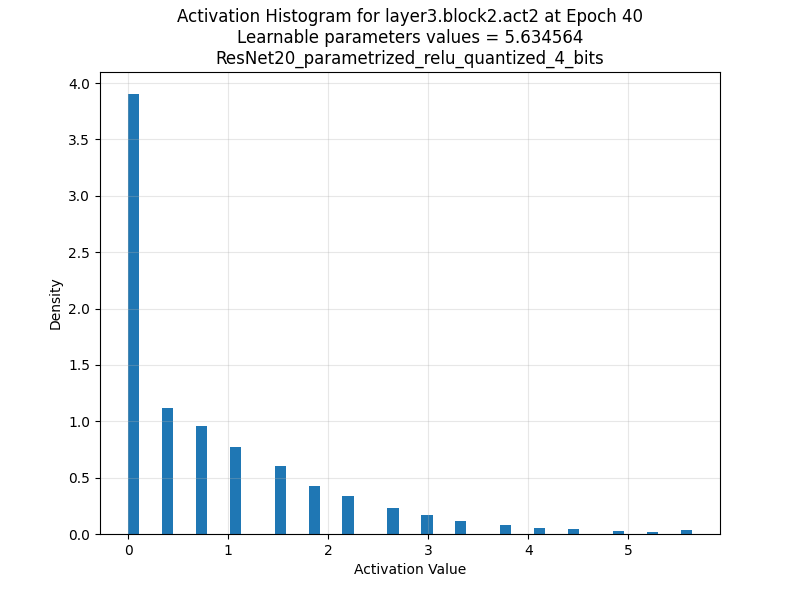 Activation Histogram for layer3.block2.act2 at Epoch 40
Learnable parameters values = 5.634564
ResNet20_parametrized_relu_quantized_4_bits
4.0
3.5
3.0
2.5
2.0
1.5
1.0
0.5
0.0
Density
0 1 2 3 4 5
Activation Value